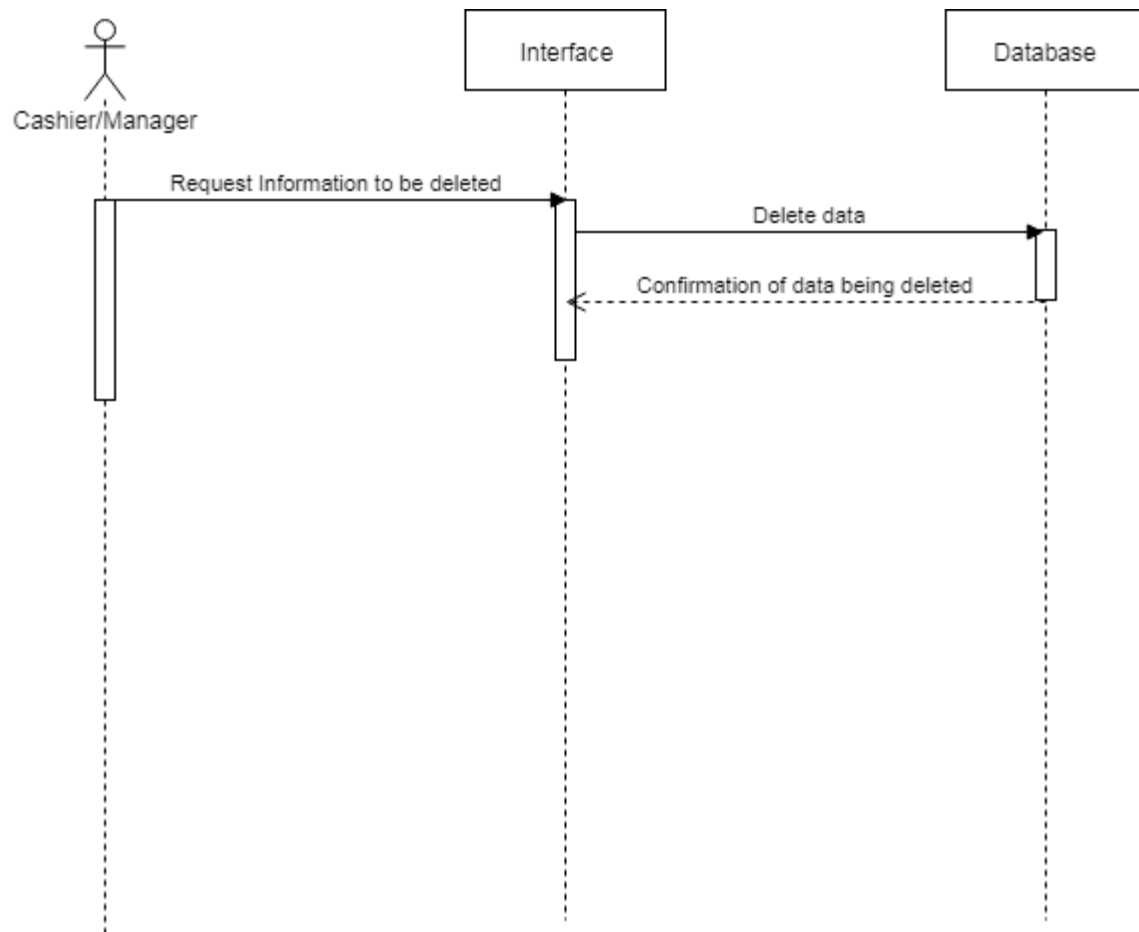 Interface
Database
Cashier/Manager
Request Information to be deleted
Delete data
Confirmation of data being deleted